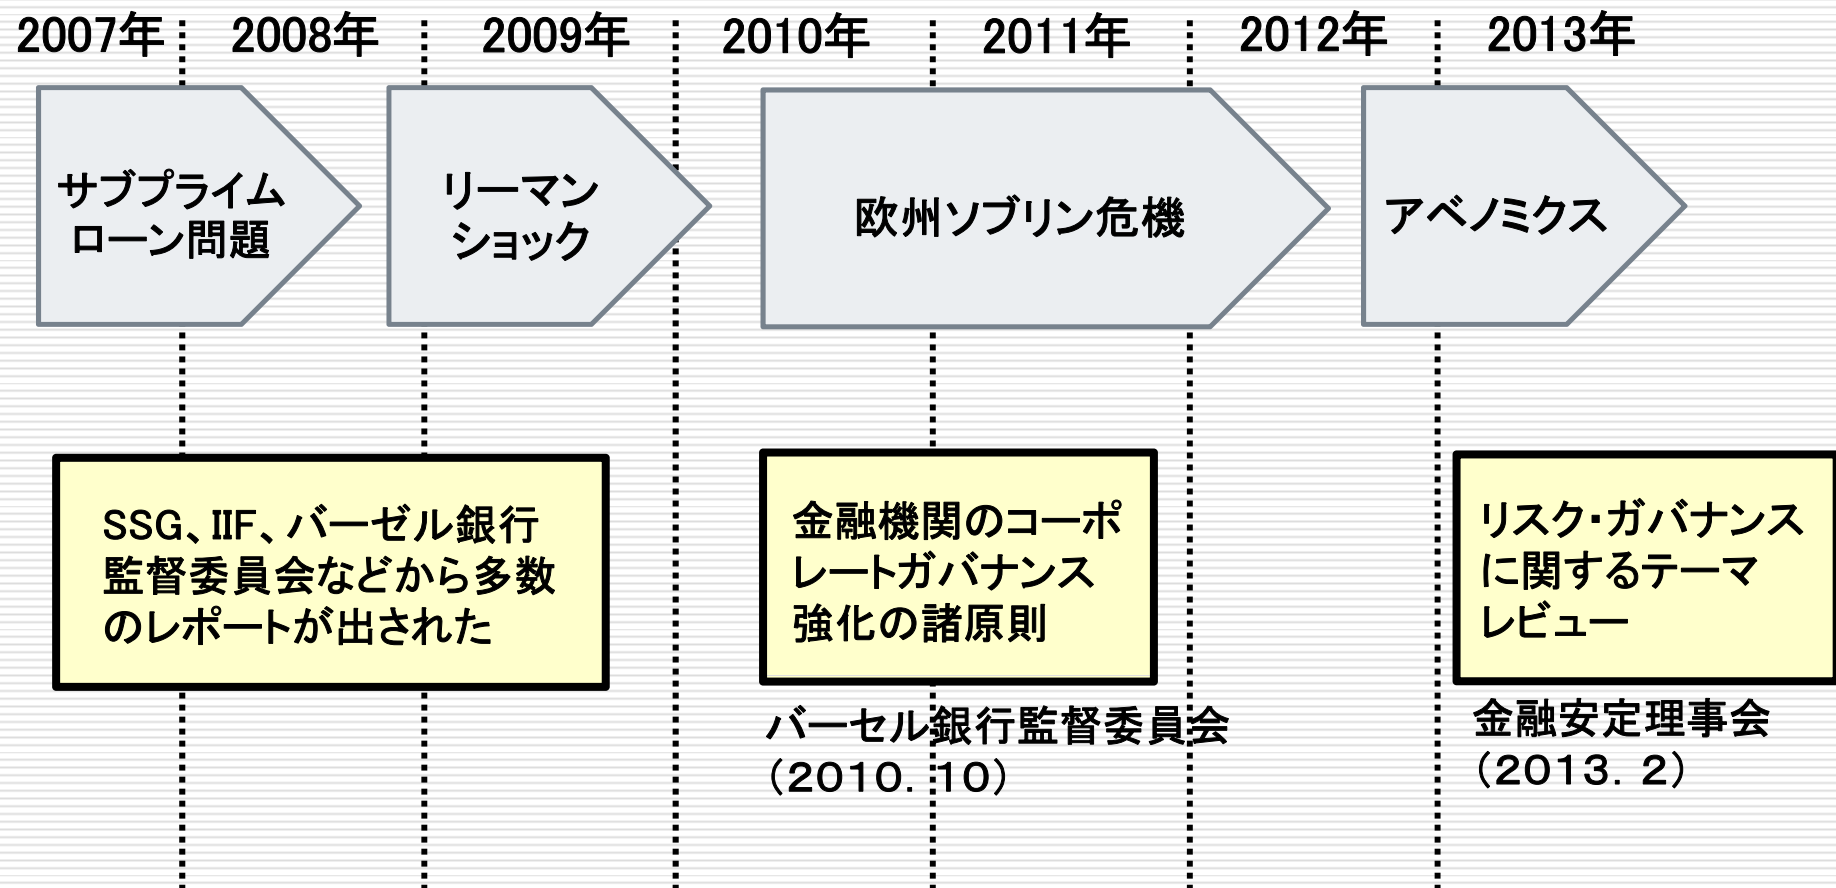 2007年 2008年 2009年 2010年 2011年 2012年 2013年
サブプライム
ローン問題
リーマン
ショック
欧州ソブリン危機
アベノミクス
SSG、IIF、バーゼル銀行
監督委員会などから多数
のレポートが出された
金融機関のコーポ
レートガバナンス
強化の諸原則
バーセル銀行監督委員会
（2010．10）
リスク・ガバナンス
に関するテーマ
レビュー
金融安定理事会
（2013．2）